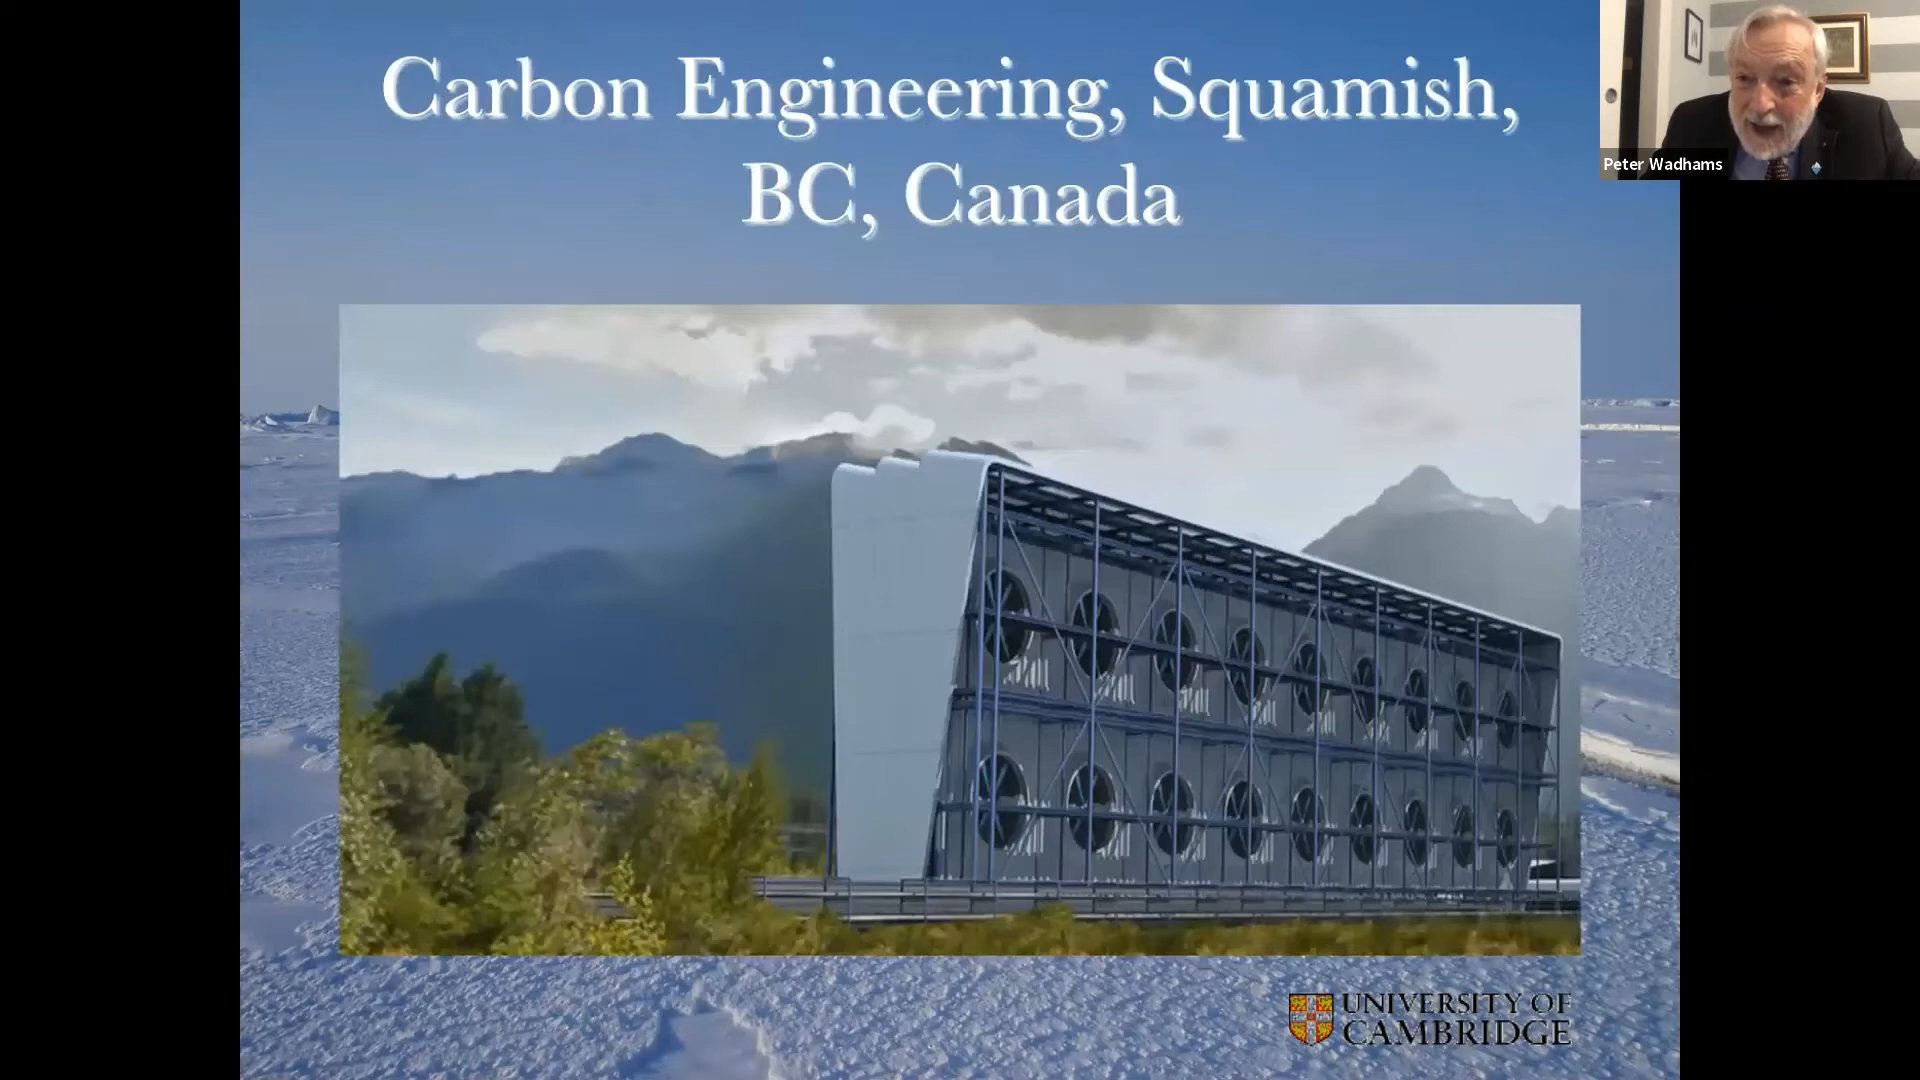 Carbon Engineering, Squamish,
BC, Canada
Peter Wadhams
UNIVERSITY OF
CAMBRIDGE